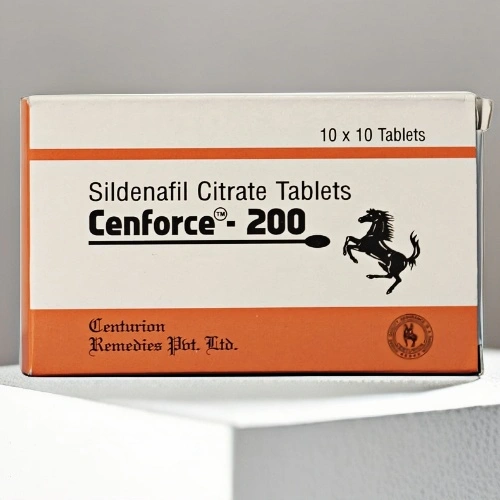 10 x 10 Tablets
Sildenafil Citrate Tablets
Cenforce™- 200
Centurion
Remedies Pvt. Ltd.